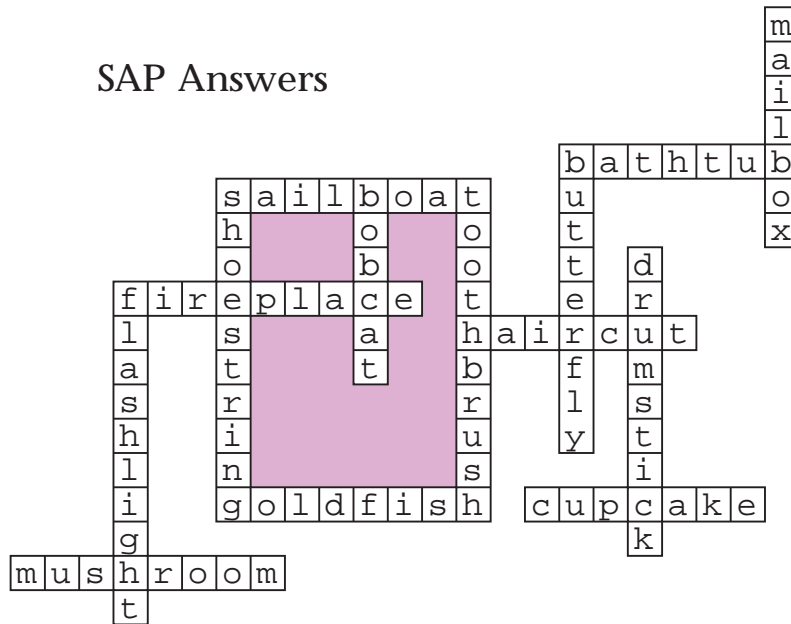 SAP Answers
mailbox
bathtub
butterfly
sailboat
shoestring
bobcat
toothbrush
drumstick
fireplace
flashlight
haircut
goldfish
cupcake
mushroom